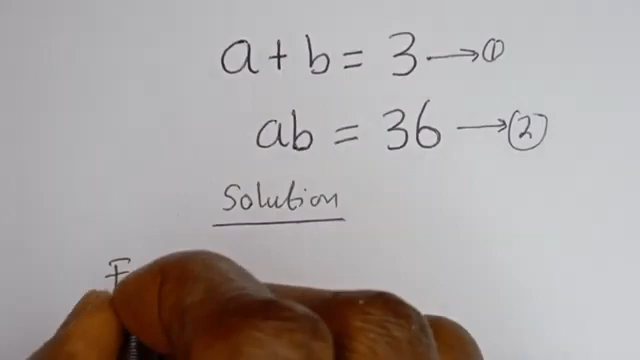 a + b = 3 → ①
ab = 36 → ②
Solution
F